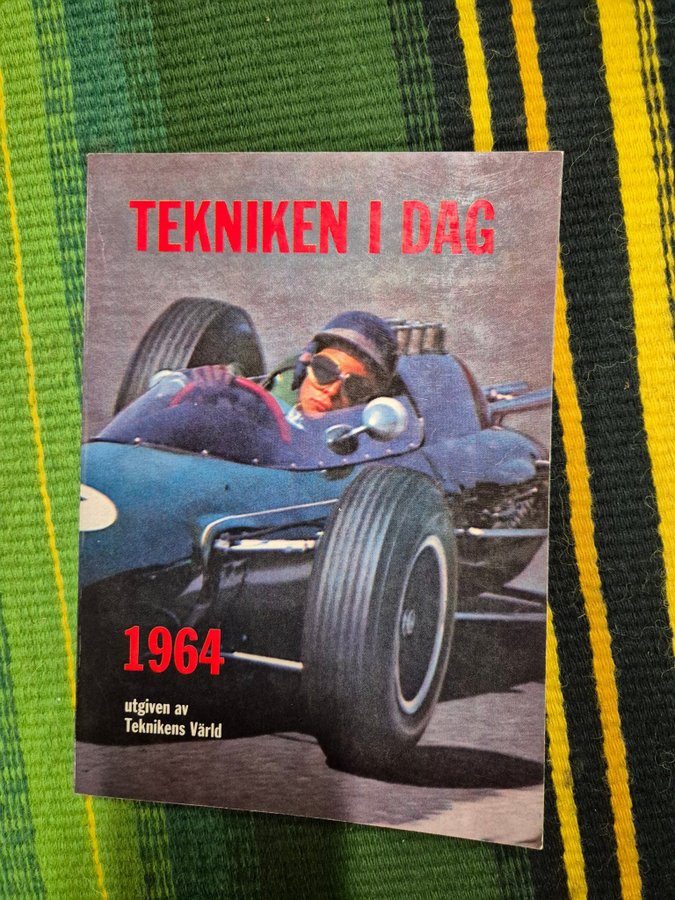 TEKNIKEN I DAG
1964
utgiven av
Teknikens Värld